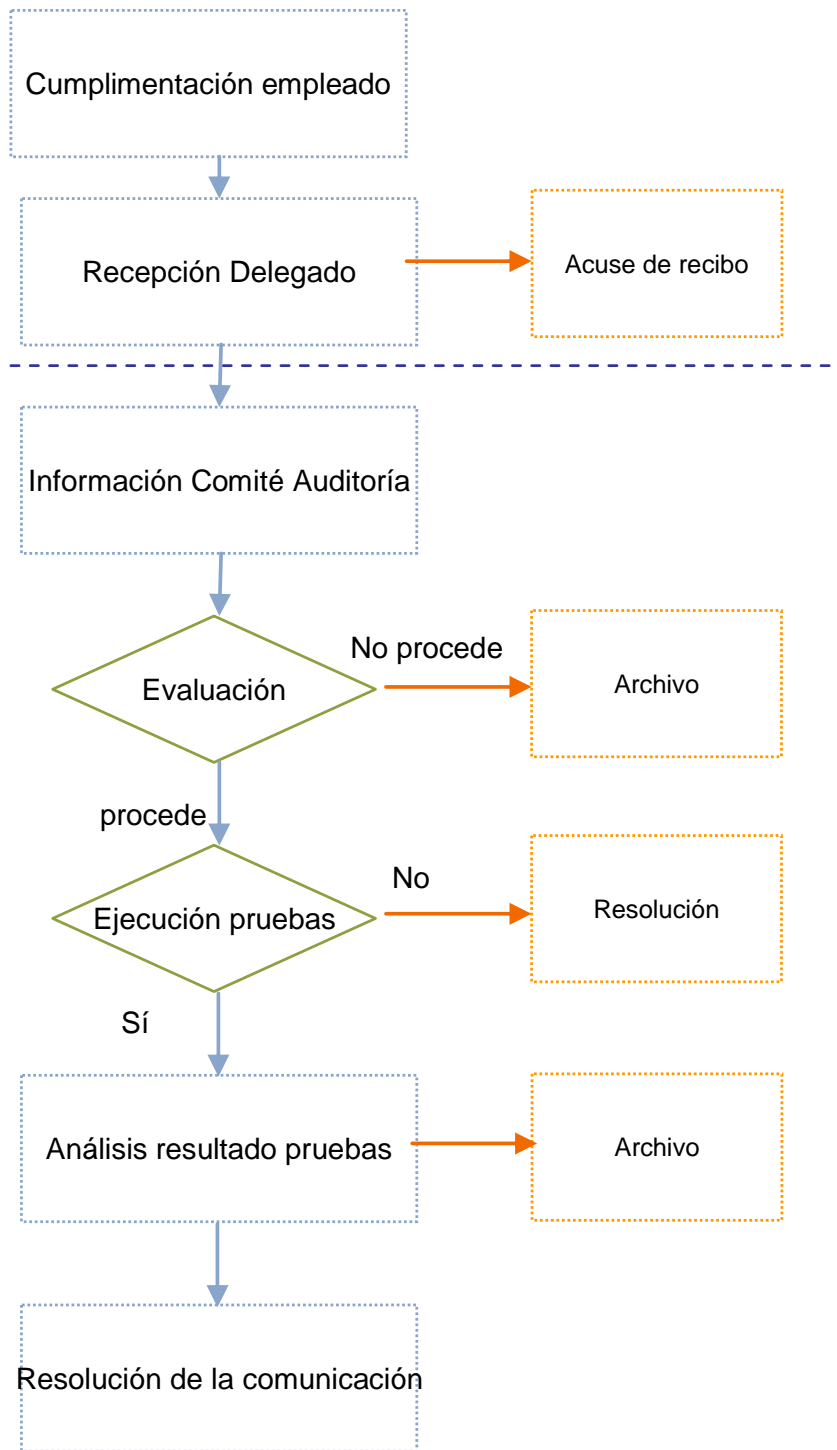 Cumplimentación empleado
Recepción Delegado
Acuse de recibo
Información Comité Auditoría
Evaluación
No procede
Archivo
procede
Ejecución pruebas
No
Resolución
Sí
Análisis resultado pruebas
Archivo
Resolución de la comunicación